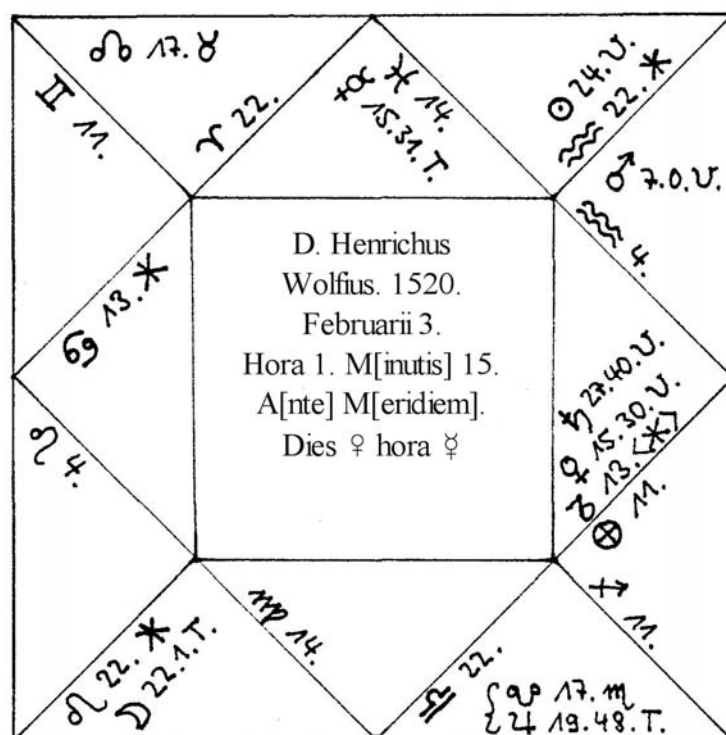 ☊ 17. ♉
♊ 11.
♈ 22.
♓ 14.
☿ 15.31. T.
☉ 24. V.
♒ 22. ✶
♂ 7.0. V.
♒ 4.
D. Henrichus
Wolfius. 1520.
Februarii 3.
Hora 1. M[inutis] 15.
A[nte] M[eridiem].
Dies ♀ hora ☿
♋ 13. ✶
♌ 4.
♄ 27.40. V.
♀ 15.30. V.
♑ 13. <✶>
⊗ 11.
♐ 11.
♌ 22. ✶
☽ 22.1. T.
♍ 14.
♎ 22.
{☋ 17. ♏
{♃ 19.48. T.